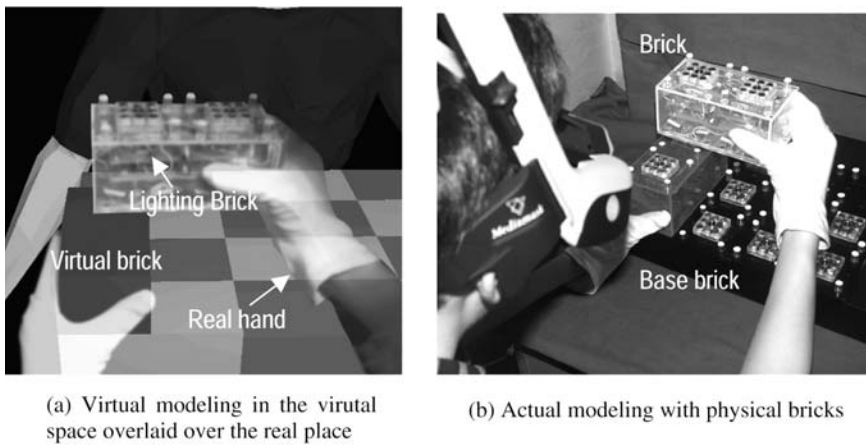 Lighting Brick
Virtual brick
Real hand
(a) Virtual modeling in the virutal
space overlaid over the real place
Brick
Mediamask
Base brick
(b) Actual modeling with physical bricks